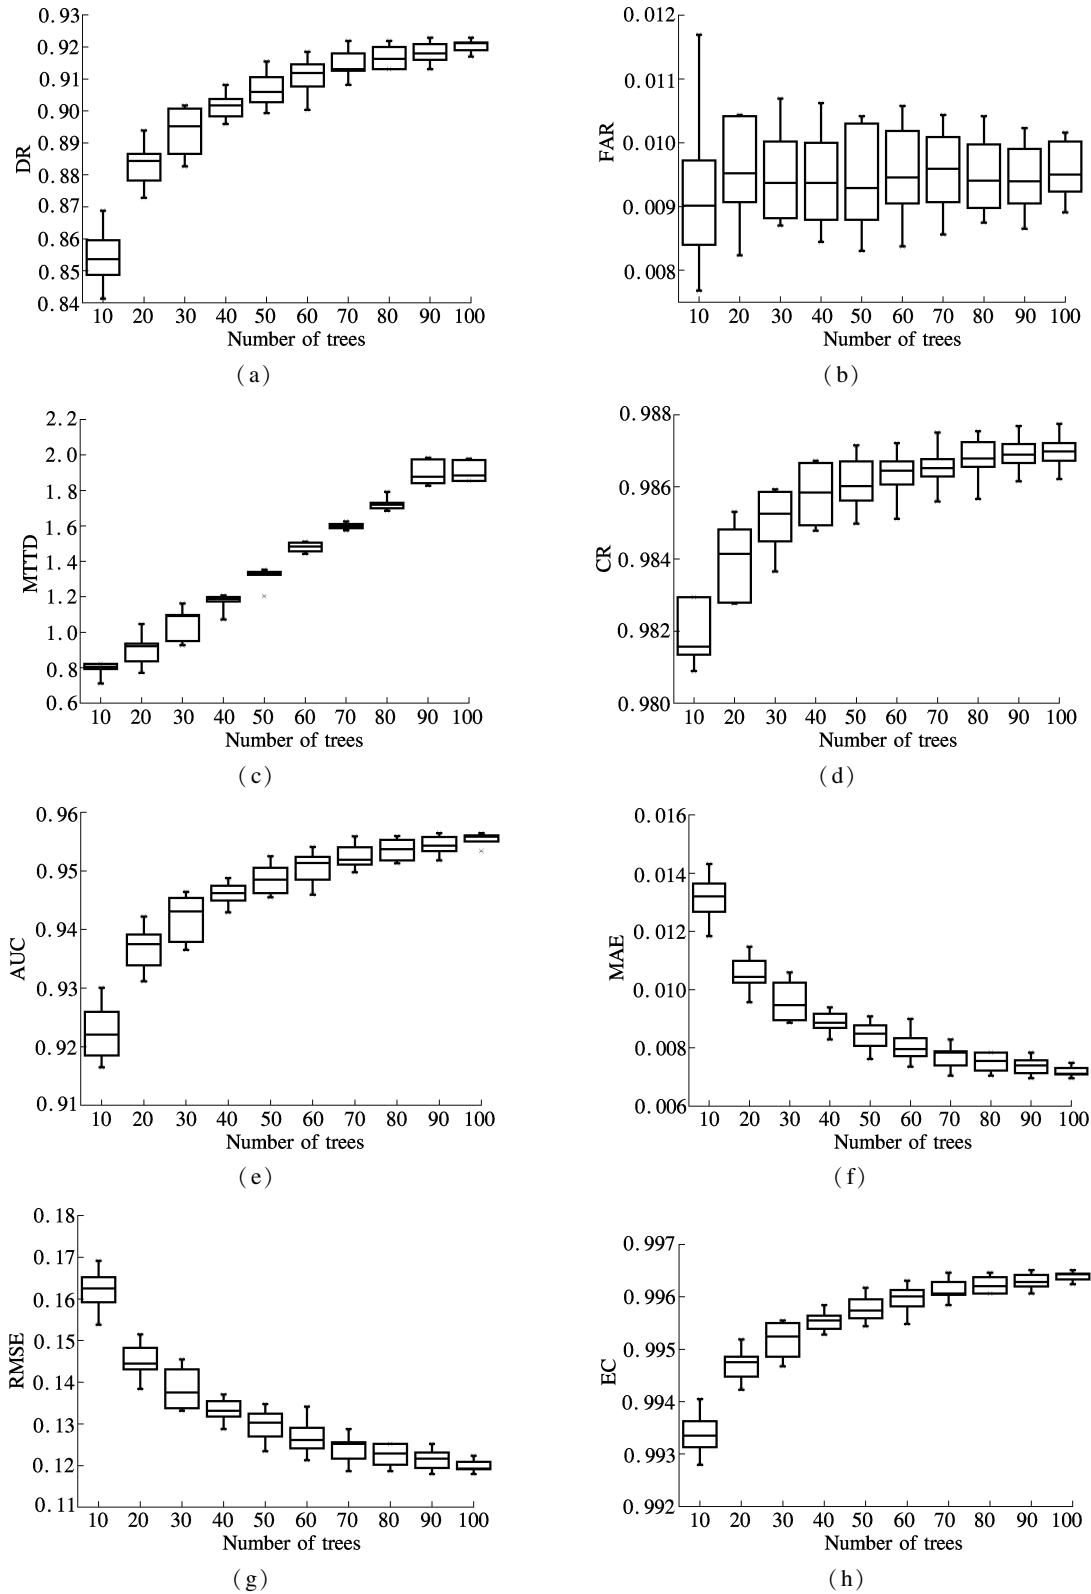 0.93
0.92
0.91
0.90
0.89
0.88
0.87
0.86
0.85
0.84
DR
10 20 30 40 50 60 70 80 90 100
Number of trees
(a)
0.012
0.011
0.010
0.009
0.008
FAR
10 20 30 40 50 60 70 80 90 100
Number of trees
(b)
2.2
2.0
1.8
1.6
1.4
1.2
1.0
0.8
0.6
MTTD
10 20 30 40 50 60 70 80 90 100
Number of trees
(c)
0.988
0.986
0.984
0.982
0.980
CR
10 20 30 40 50 60 70 80 90 100
Number of trees
(d)
0.96
0.95
0.94
0.93
0.92
0.91
AUC
10 20 30 40 50 60 70 80 90 100
Number of trees
(e)
0.016
0.014
0.012
0.010
0.008
0.006
MAE
10 20 30 40 50 60 70 80 90 100
Number of trees
(f)
0.18
0.17
0.16
0.15
0.14
0.13
0.12
0.11
RMSE
10 20 30 40 50 60 70 80 90 100
Number of trees
(g)
0.997
0.996
0.995
0.994
0.993
0.992
EC
10 20 30 40 50 60 70 80 90 100
Number of trees
(h)